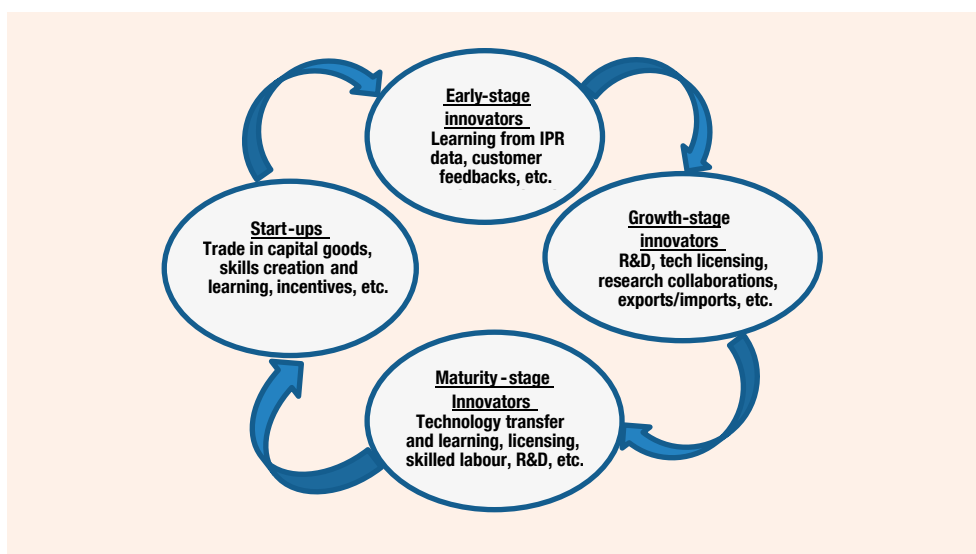 Early-stage
innovators
Learning from IPR
data, customer
feedbacks, etc.
Growth-stage
innovators
R&D, tech licensing,
research collaborations,
exports/imports, etc.
Maturity-stage
Innovators
Technology transfer
and learning, licensing,
skilled labour, R&D, etc.
Start-ups
Trade in capital goods,
skills creation and
learning, incentives, etc.